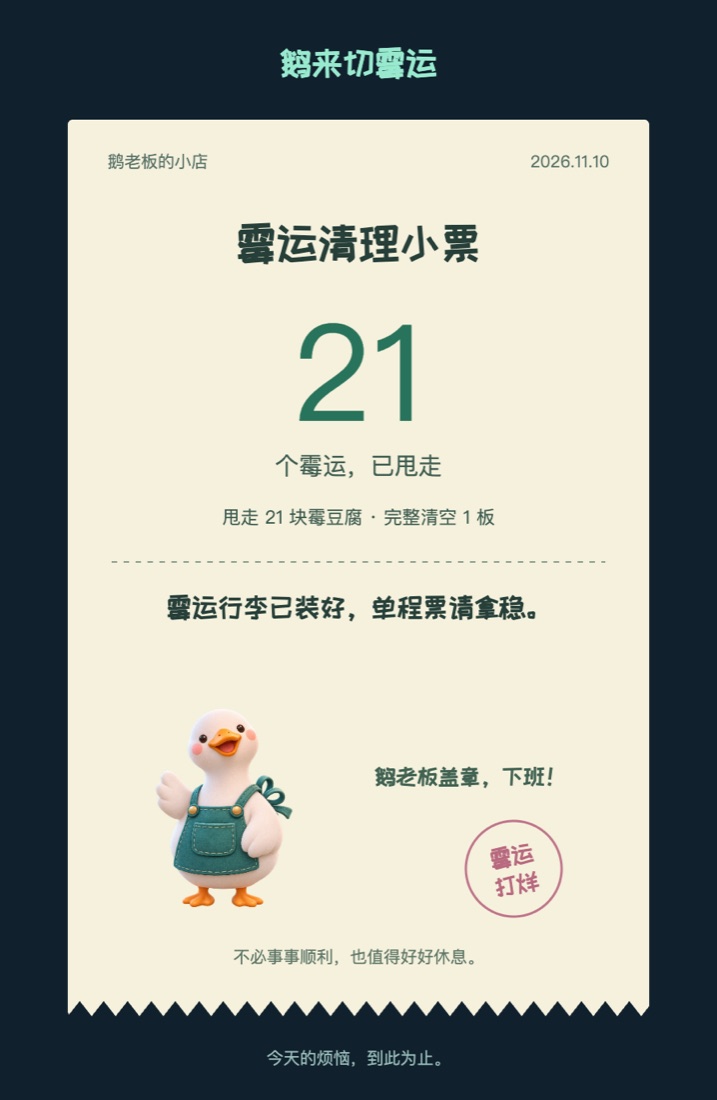 鹅来切霉运
鹅老板的小店
2026.11.10
霉运清理小票
21
个霉运，已甩走
甩走 21 块霉豆腐 · 完整清空 1 板
霉运行李已装好，单程票请拿稳。
鹅老板盖章，下班！
霉运
打烊
不必事事顺利，也值得好好休息。
今天的烦恼，到此为止。